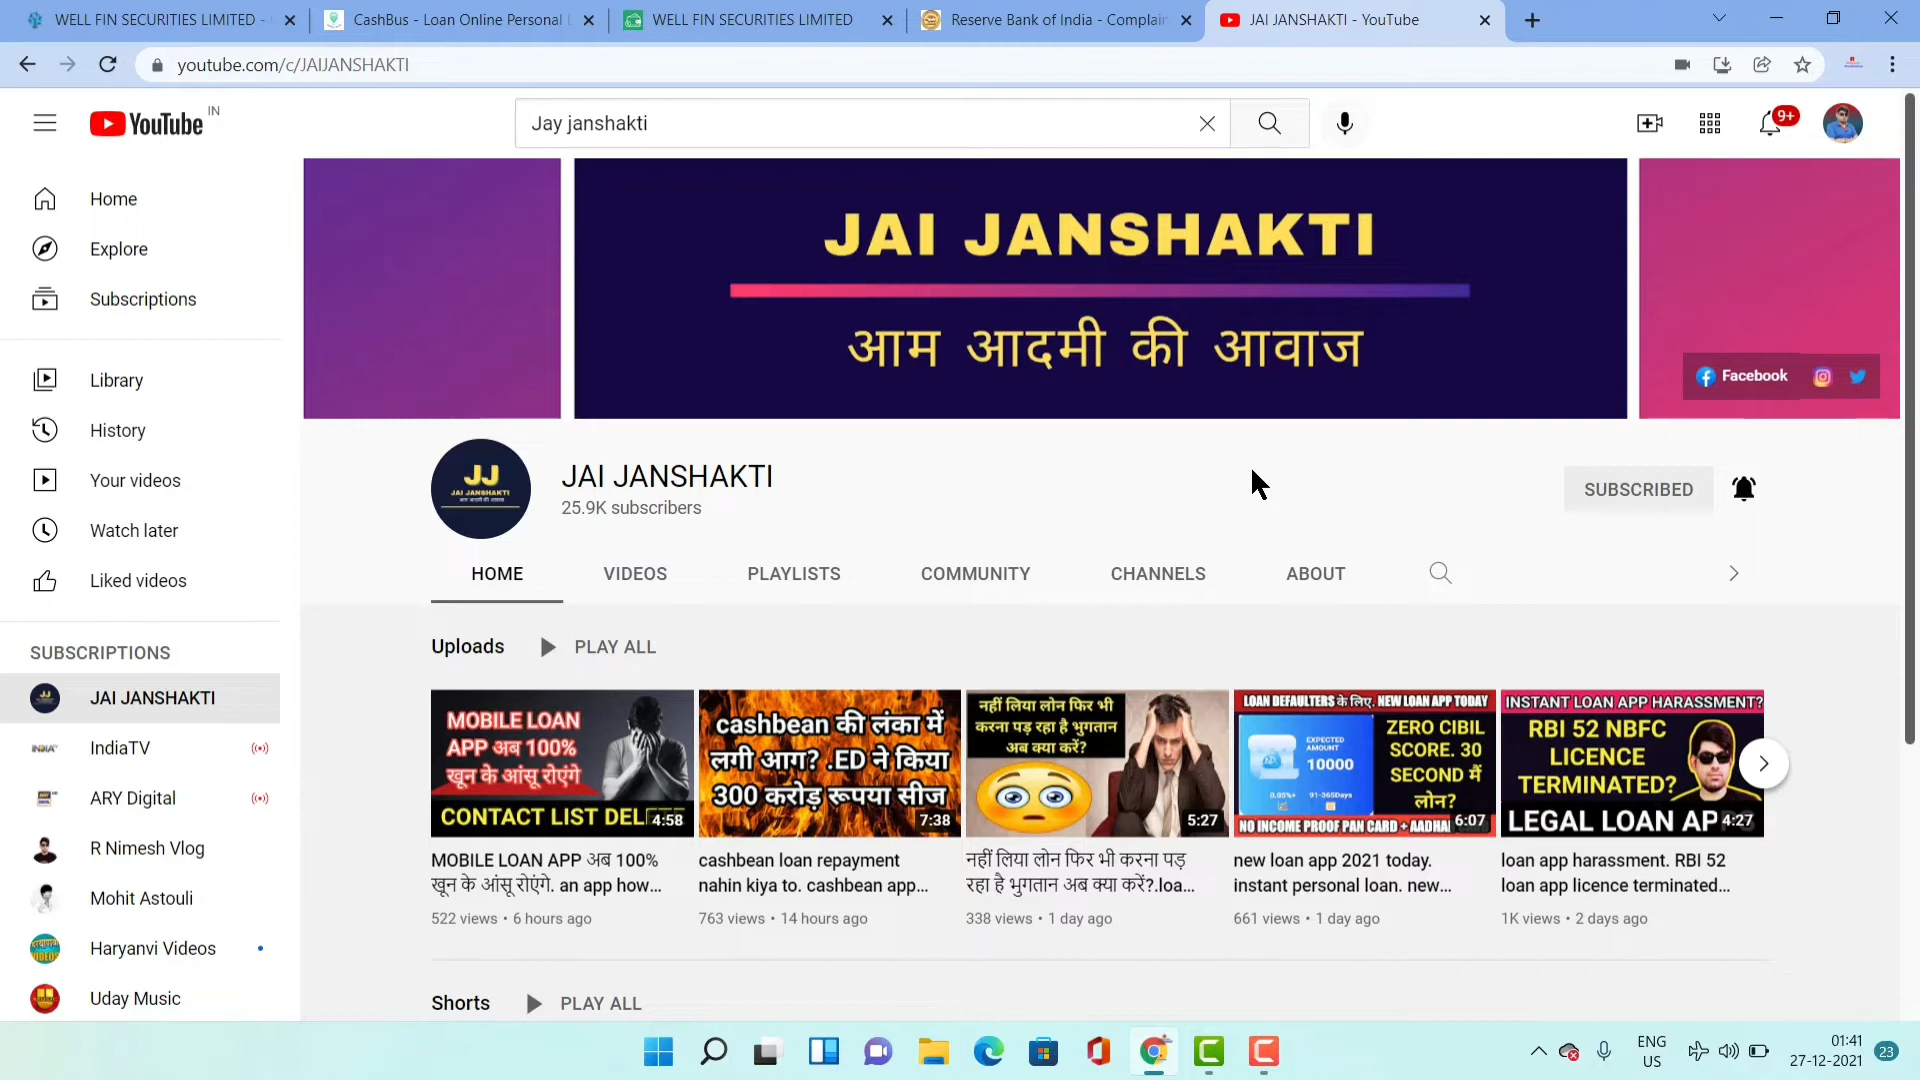 WELL FIN SECURITIES LIMITED -
CashBus - Loan Online Personal
WELL FIN SECURITIES LIMITED
Reserve Bank of India - Complain
JAI JANSHAKTI - YouTube
youtube.com/c/JAIJANSHAKTI
YouTube IN
Jay janshakti
9+
Home
Explore
Subscriptions
Library
History
Your videos
Watch later
Liked videos
SUBSCRIPTIONS
JAI JANSHAKTI
IndiaTV
ARY Digital
R Nimesh Vlog
Mohit Astouli
Haryanvi Videos
Uday Music
JAI JANSHAKTI
आम आदमी की आवाज
Facebook
JJ
JAI JANSHAKTI
JAI JANSHAKTI
25.9K subscribers
SUBSCRIBED
HOME VIDEOS PLAYLISTS COMMUNITY CHANNELS ABOUT
Uploads PLAY ALL
MOBILE LOAN
APP अब 100%
खून के आंसू रोएंगे
CONTACT LIST DEL
4:58
MOBILE LOAN APP अब 100%
खून के आंसू रोएंगे. an app how...
522 views • 6 hours ago
cashbean की लंका में
लगी आग? .ED ने किया
300 करोड़ रूपया सीज
7:38
cashbean loan repayment
nahin kiya to. cashbean app...
763 views • 14 hours ago
नहीं लिया लोन फिर भी
करना पड़ रहा है भुगतान
अब क्या करें?
5:27
नहीं लिया लोन फिर भी करना पड़
रहा है भुगतान अब क्या करें?.loa...
338 views • 1 day ago
LOAN DEFAULTERS के लिए. NEW LOAN APP TODAY
EXPECTED
AMOUNT
10000
0.05%+ 91-365Days
ZERO CIBIL
SCORE. 30
SECOND में
लोन?
NO INCOME PROOF PAN CARD + AADHA
6:07
new loan app 2021 today.
instant personal loan. new...
661 views • 1 day ago
INSTANT LOAN APP HARASSMENT?
RBI 52 NBFC
LICENCE
TERMINATED?
LEGAL LOAN AP
4:27
loan app harassment. RBI 52
loan app licence terminated...
1K views • 2 days ago
Shorts PLAY ALL
ENG
US
01:41
27-12-2021
23